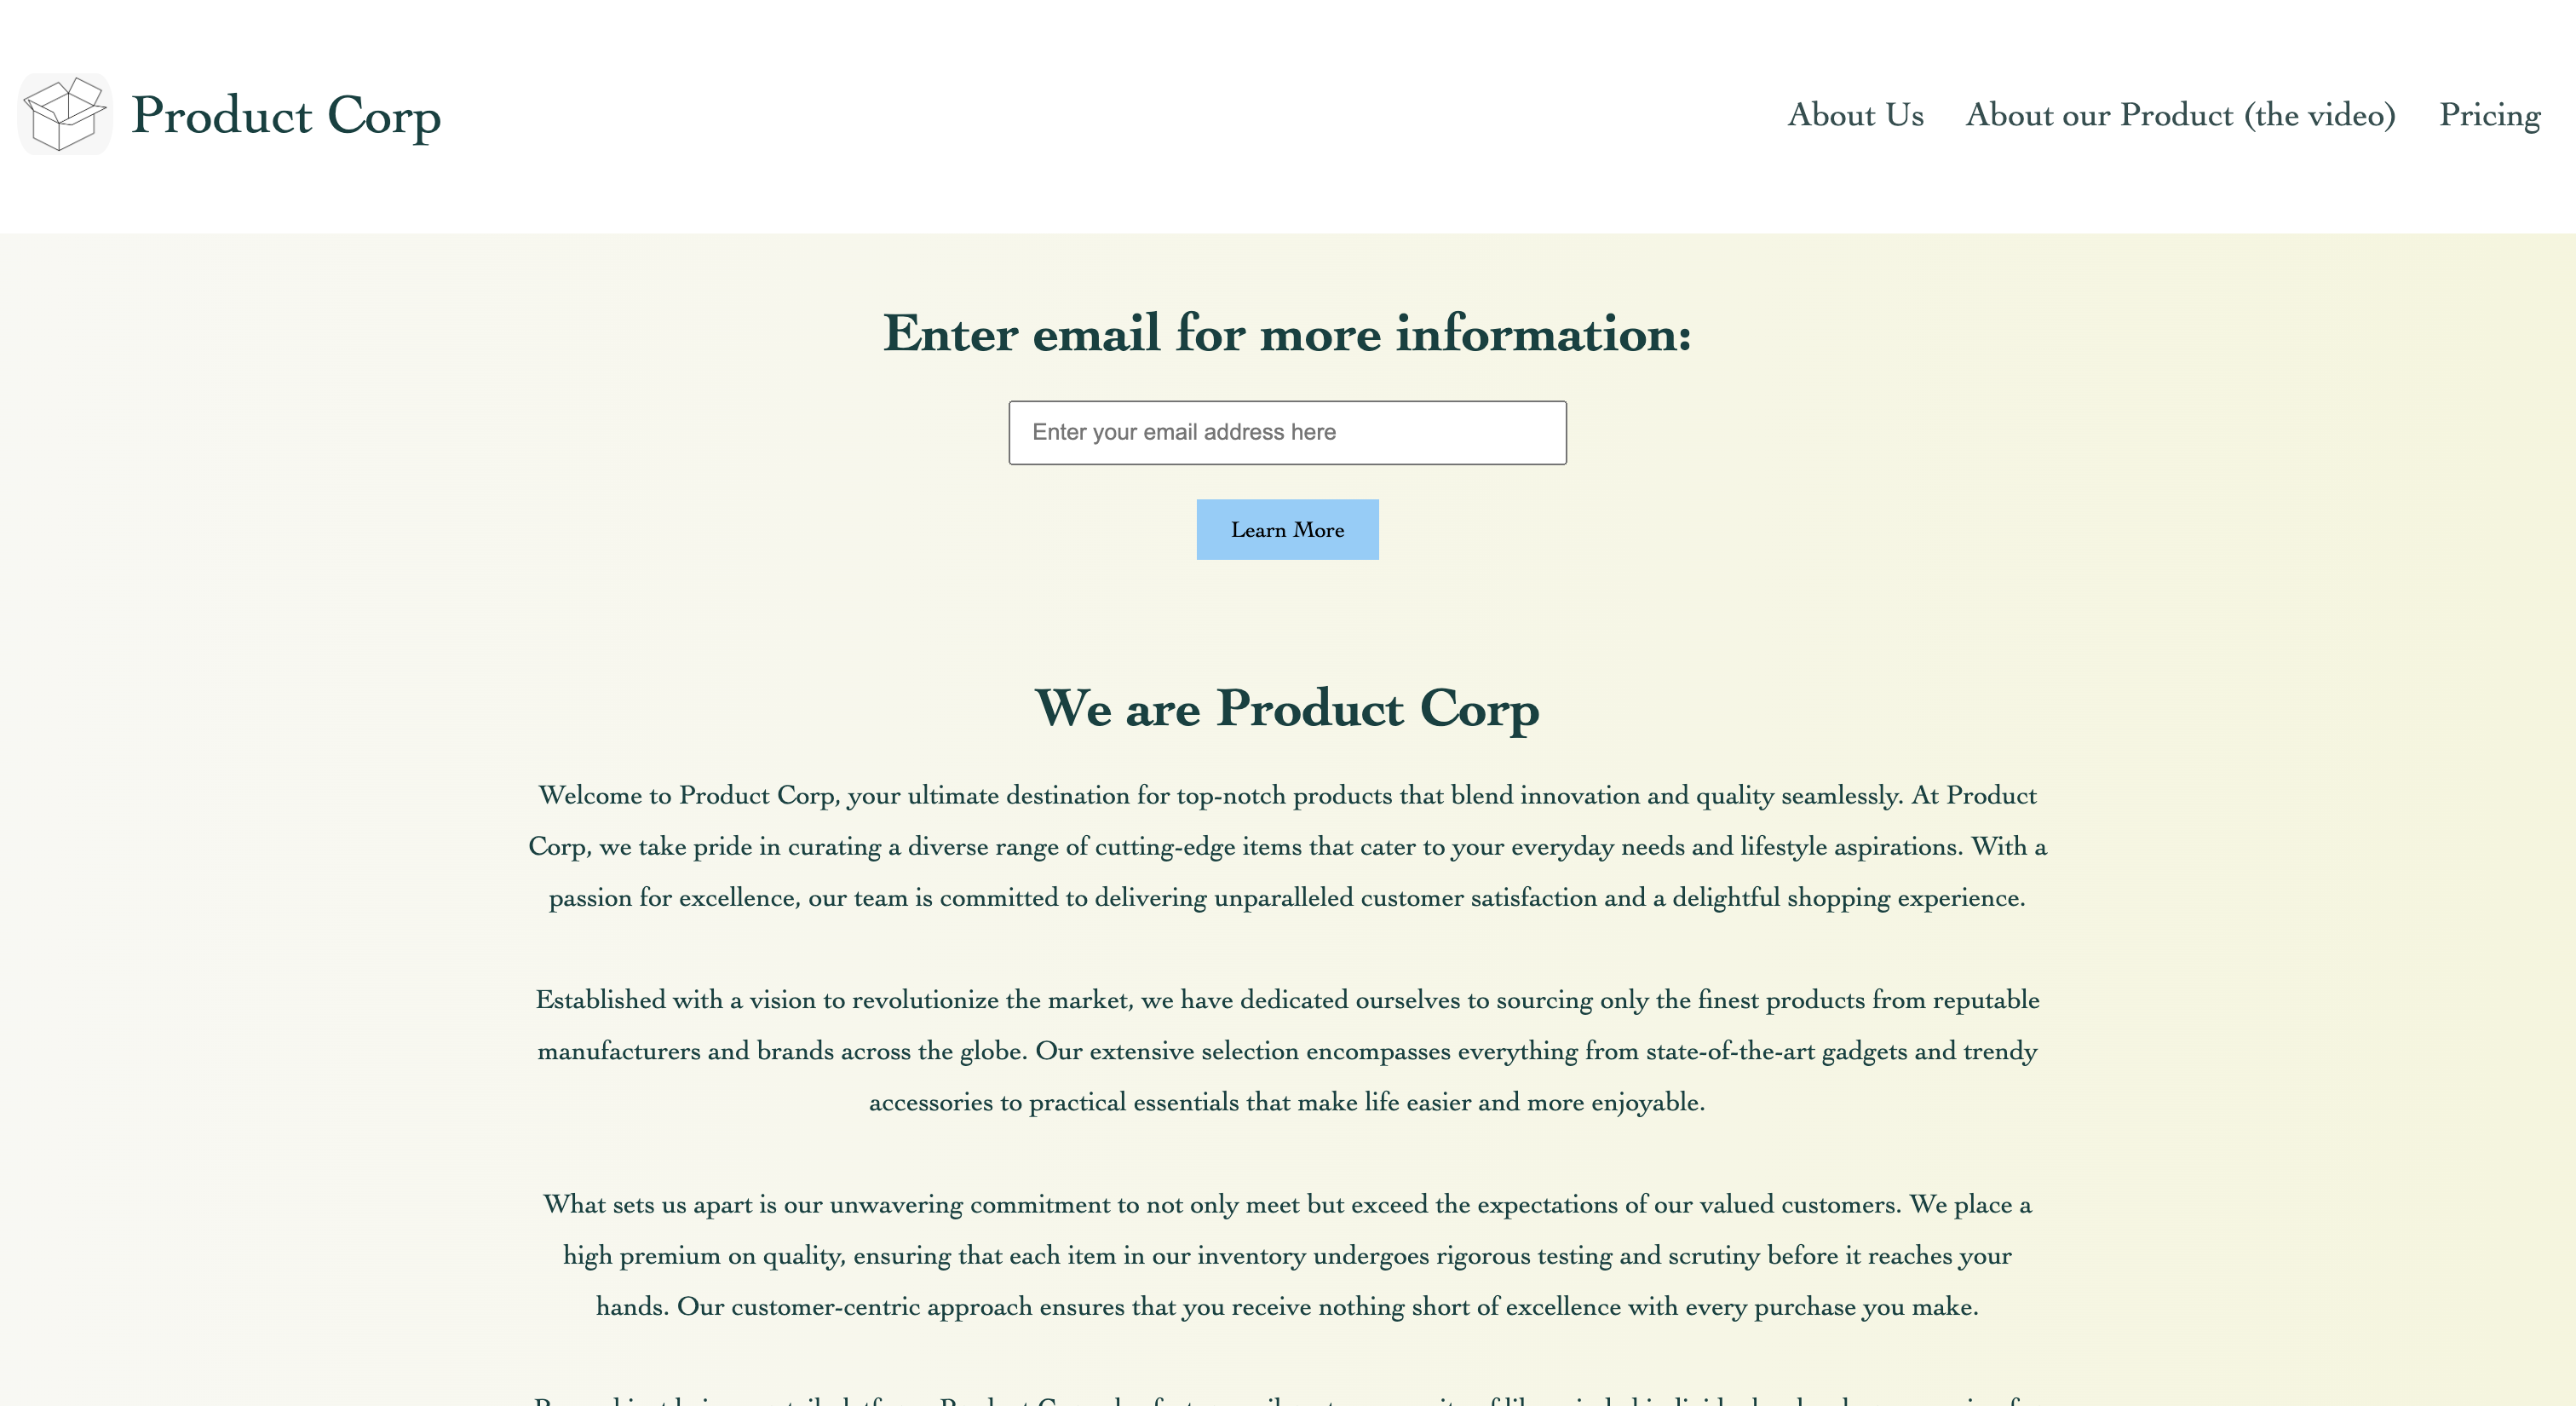 Product Corp
About Us
About our Product (the video)
Pricing
Enter email for more information:
Enter your email address here
Learn More
We are Product Corp
Welcome to Product Corp, your ultimate destination for top-notch products that blend innovation and quality seamlessly. At Product
Corp, we take pride in curating a diverse range of cutting-edge items that cater to your everyday needs and lifestyle aspirations. With a
passion for excellence, our team is committed to delivering unparalleled customer satisfaction and a delightful shopping experience.
Established with a vision to revolutionize the market, we have dedicated ourselves to sourcing only the finest products from reputable
manufacturers and brands across the globe. Our extensive selection encompasses everything from state-of-the-art gadgets and trendy
accessories to practical essentials that make life easier and more enjoyable.
What sets us apart is our unwavering commitment to not only meet but exceed the expectations of our valued customers. We place a
high premium on quality, ensuring that each item in our inventory undergoes rigorous testing and scrutiny before it reaches your
hands. Our customer-centric approach ensures that you receive nothing short of excellence with every purchase you make.